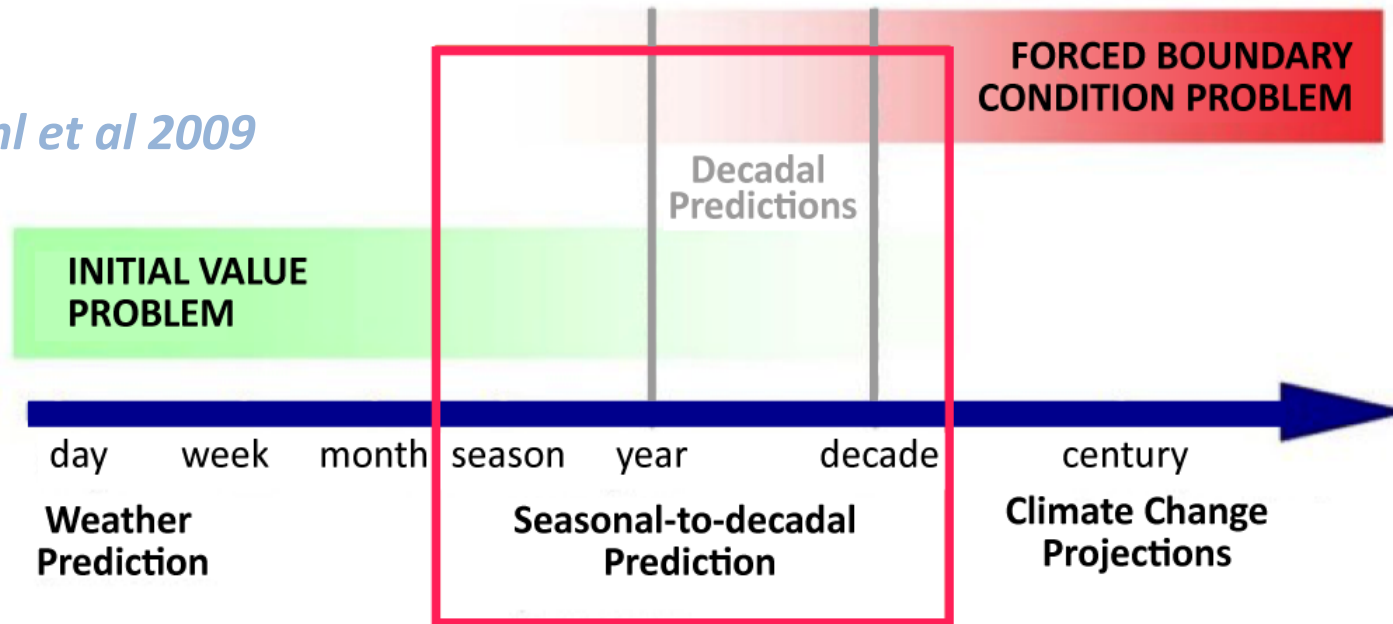 FORCED BOUNDARY
CONDITION PROBLEM
et al 2009
Decadal
Predictions
INITIAL VALUE
PROBLEM
day week month season year decade century
Weather
Prediction
Seasonal-to-decadal
Prediction
Climate Change
Projections